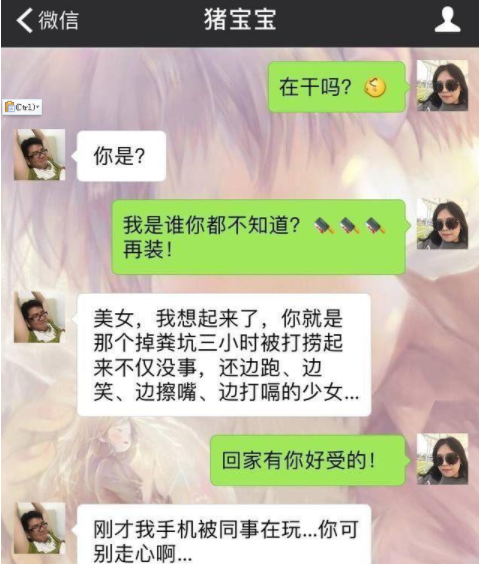 微信
猪宝宝
在干吗？
(Ctrl)
你是？
我是谁你都不知道？
再装！
美女，我想起来了，你就是
那个掉粪坑三小时被打捞起
来不仅没事，还边跑、边
笑、边擦嘴、边打嗝的少女...
回家有你好受的！
刚才我手机被同事在玩...你可
别走心啊...